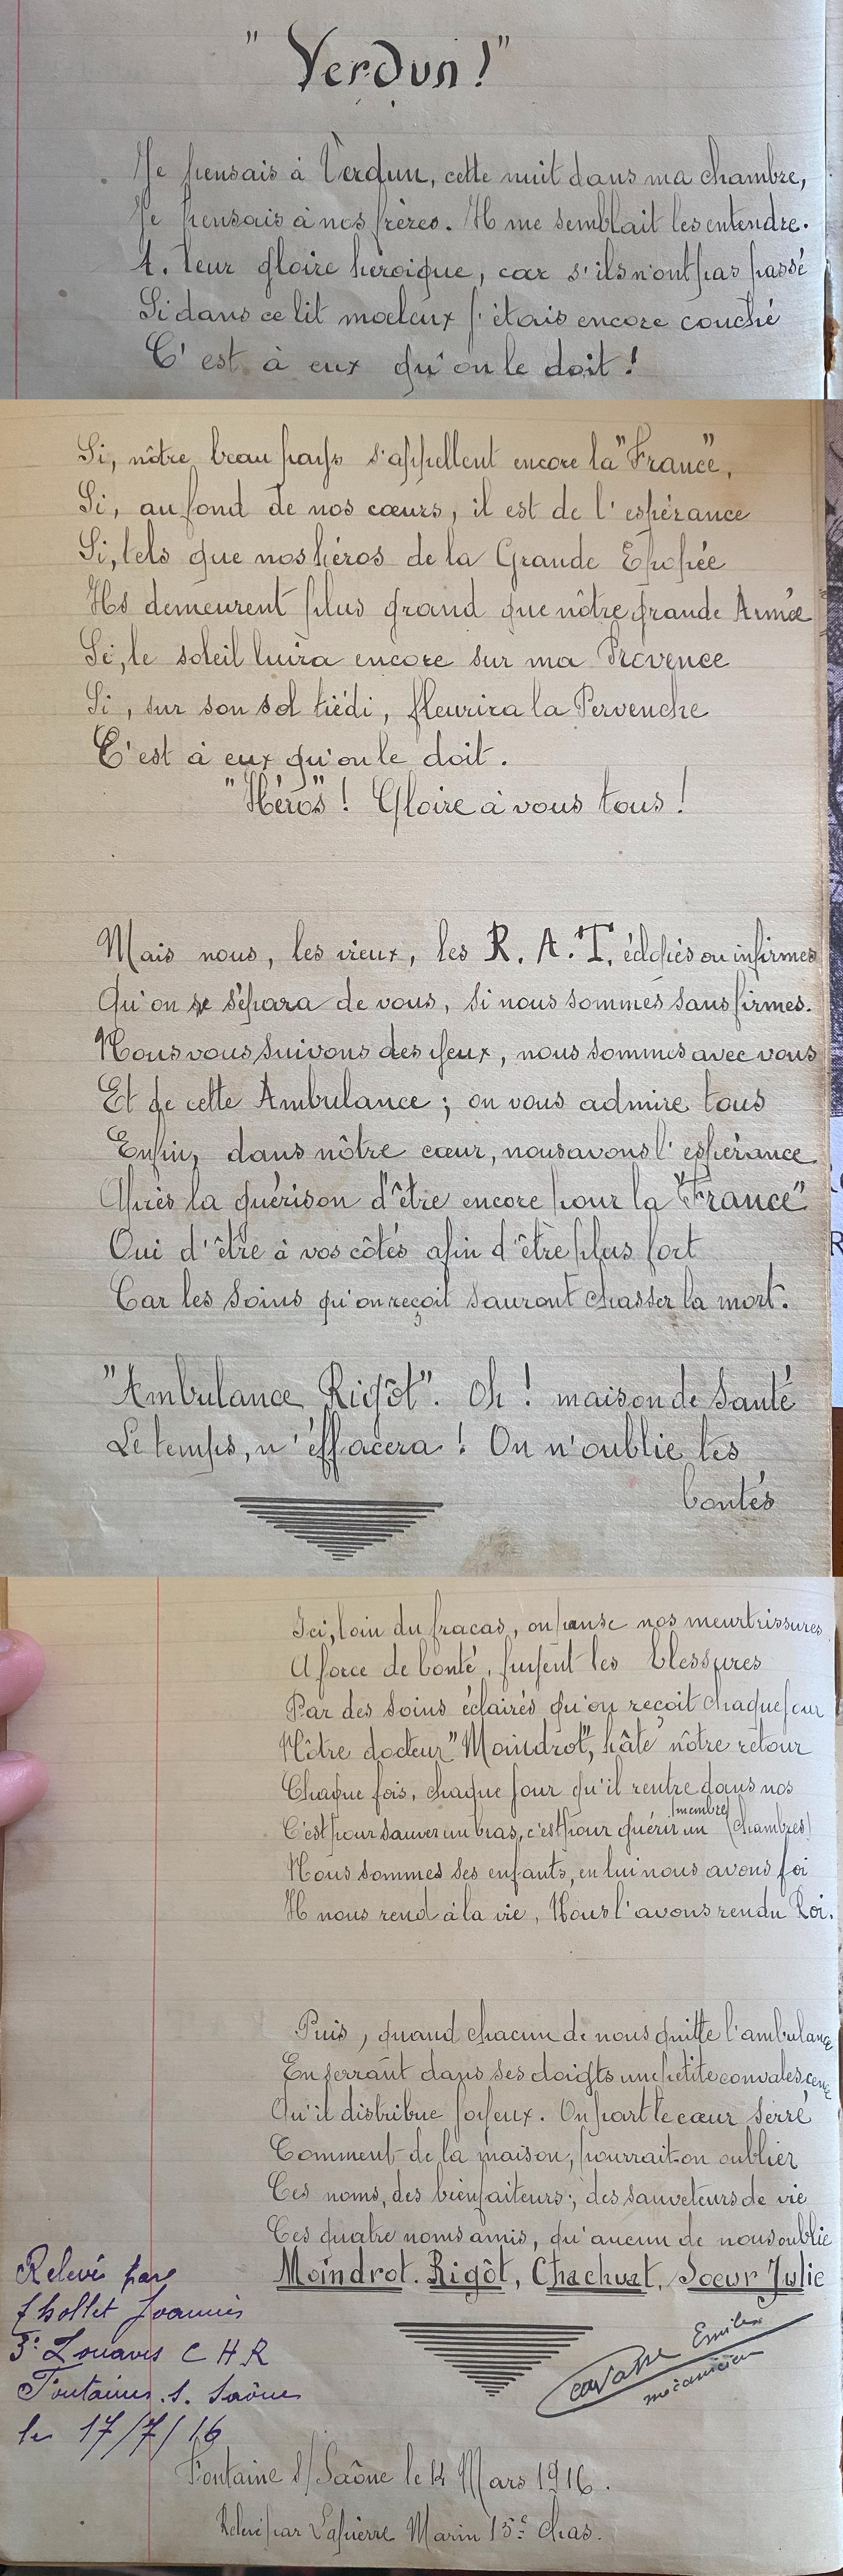 " Verdun ! "
Je pensais à Verdun, cette nuit dans ma chambre,
Je pensais à nos frères. Il me semblait les entendre.
A. leur gloire héroique, car s'ils n'ont pas passé
Si dans ce lit moeleux j'étais encore couché
C'est à eux qu'on le doit !
Si, nôtre beau pays s'appellent encore la "France",
Si, au fond de nos cœurs, il est de l'espérance
Si, tels que nos héros de la Grande Epopée
Ils demeurent plus grand que nôtre grande Armée
Si, le soleil luira encore sur ma Provence
Si, sur son sol tiédi, fleurira la Pervenche
C'est à eux qu'on le doit.
"Héros" ! Gloire à vous tous !
Mais nous, les vieux, les R. A. T. éclopés ou infirmes
Qu'on se sépara de vous, si nous sommes sans firmes.
Nous vous suivons des yeux, nous sommes avec vous
Et de cette Ambulance ; on vous admire tous
Enfin, dans nôtre cœur, nous avons l'espérance
Après la guérison d'être encore pour la "France"
Oui d'être à vos côtés afin d'être plus fort
Car les soins qu'on reçoit sauront chasser la mort.
"Ambulance Rigôt". Oh ! maison de Santé
Le temps, n'éffacera ! On n'oublie tes
bontés
Ici, loin du fracas, on panse nos meurtrissures
A force de bonté, fuyent les blessures
Par des soins éclairés qu'on reçoit chaque jour
Nôtre docteur "Moindrot", hâte nôtre retour
Chaque fois, chaque jour qu'il rentre dans nos
C'est pour sauver un bras, c'est pour guérir un membre (chambres)
Nous sommes ses enfants, en lui nous avons foi
Il nous rend à la vie, Nous l'avons rendu Roi.
Puis, quand chacun de nous quitte l'ambulance
En serrant dans ses doigts une petite convalescence
Qu'il distribue joyeux. On part le cœur serré
Comment de la maison, pourrait-on oublier
Ces noms, des bienfaiteurs; des sauveteurs de vie
Ces quatre noms amis, qu'aucun de nous oublie
Moindrot. Rigôt, Chachuat, Soeur Julie
Cavasse Emile
mécanicien
Relevé par
Thollet Joannès
3e Zouaves C H R
Fontaines. s. Saône
le 17/7/16
Fontaine s/ Saône le 14 Mars 1916.
Relevé par Lapierre Marin 15e chas.